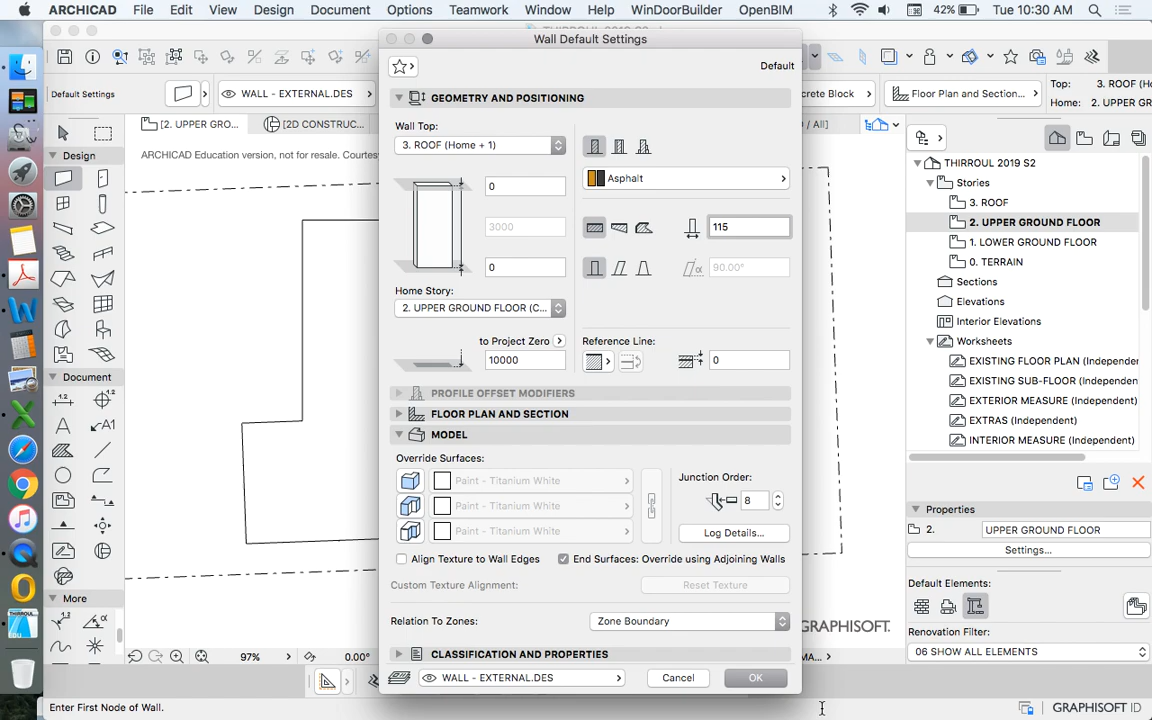 ARCHICAD File Edit View Design Document Options Teamwork Window Help WinDoorBuilder OpenBIM 42% Tue 10:30 AM
Wall Default Settings
Default
Default Settings
WALL - EXTERNAL.DES
crete Block
Floor Plan and Section...
Top: 3. ROOF (Home + 1)
Home: 2. UPPER GR
[2. UPPER GRO...
[2D CONSTRUC...
/ All]
ARCHICAD Education version, not for resale. Courtes
Design
Document
More
GEOMETRY AND POSITIONING
Wall Top:
3. ROOF (Home + 1)
0
3000
0
Home Story:
2. UPPER GROUND FLOOR (C...
to Project Zero
10000
Asphalt
115
90.00°
Reference Line:
0
PROFILE OFFSET MODIFIERS
FLOOR PLAN AND SECTION
MODEL
Override Surfaces:
Paint - Titanium White
Paint - Titanium White
Paint - Titanium White
Junction Order:
8
Log Details...
Align Texture to Wall Edges
End Surfaces: Override using Adjoining Walls
Custom Texture Alignment:
Reset Texture
Relation To Zones:
Zone Boundary
CLASSIFICATION AND PROPERTIES
WALL - EXTERNAL.DES
Cancel
OK
THIRROUL 2019 S2
Stories
3. ROOF
2. UPPER GROUND FLOOR
1. LOWER GROUND FLOOR
0. TERRAIN
Sections
Elevations
Interior Elevations
Worksheets
EXISTING FLOOR PLAN (Independer
EXISTING SUB-FLOOR (Independen
EXTERIOR MEASURE (Independent
EXTRAS (Independent)
INTERIOR MEASURE (Independent)
Properties
2. UPPER GROUND FLOOR
Settings...
Default Elements:
Renovation Filter:
06 SHOW ALL ELEMENTS
GRAPHISOFT.
97%
0.00°
MA...
Enter First Node of Wall.
GRAPHISOFT ID